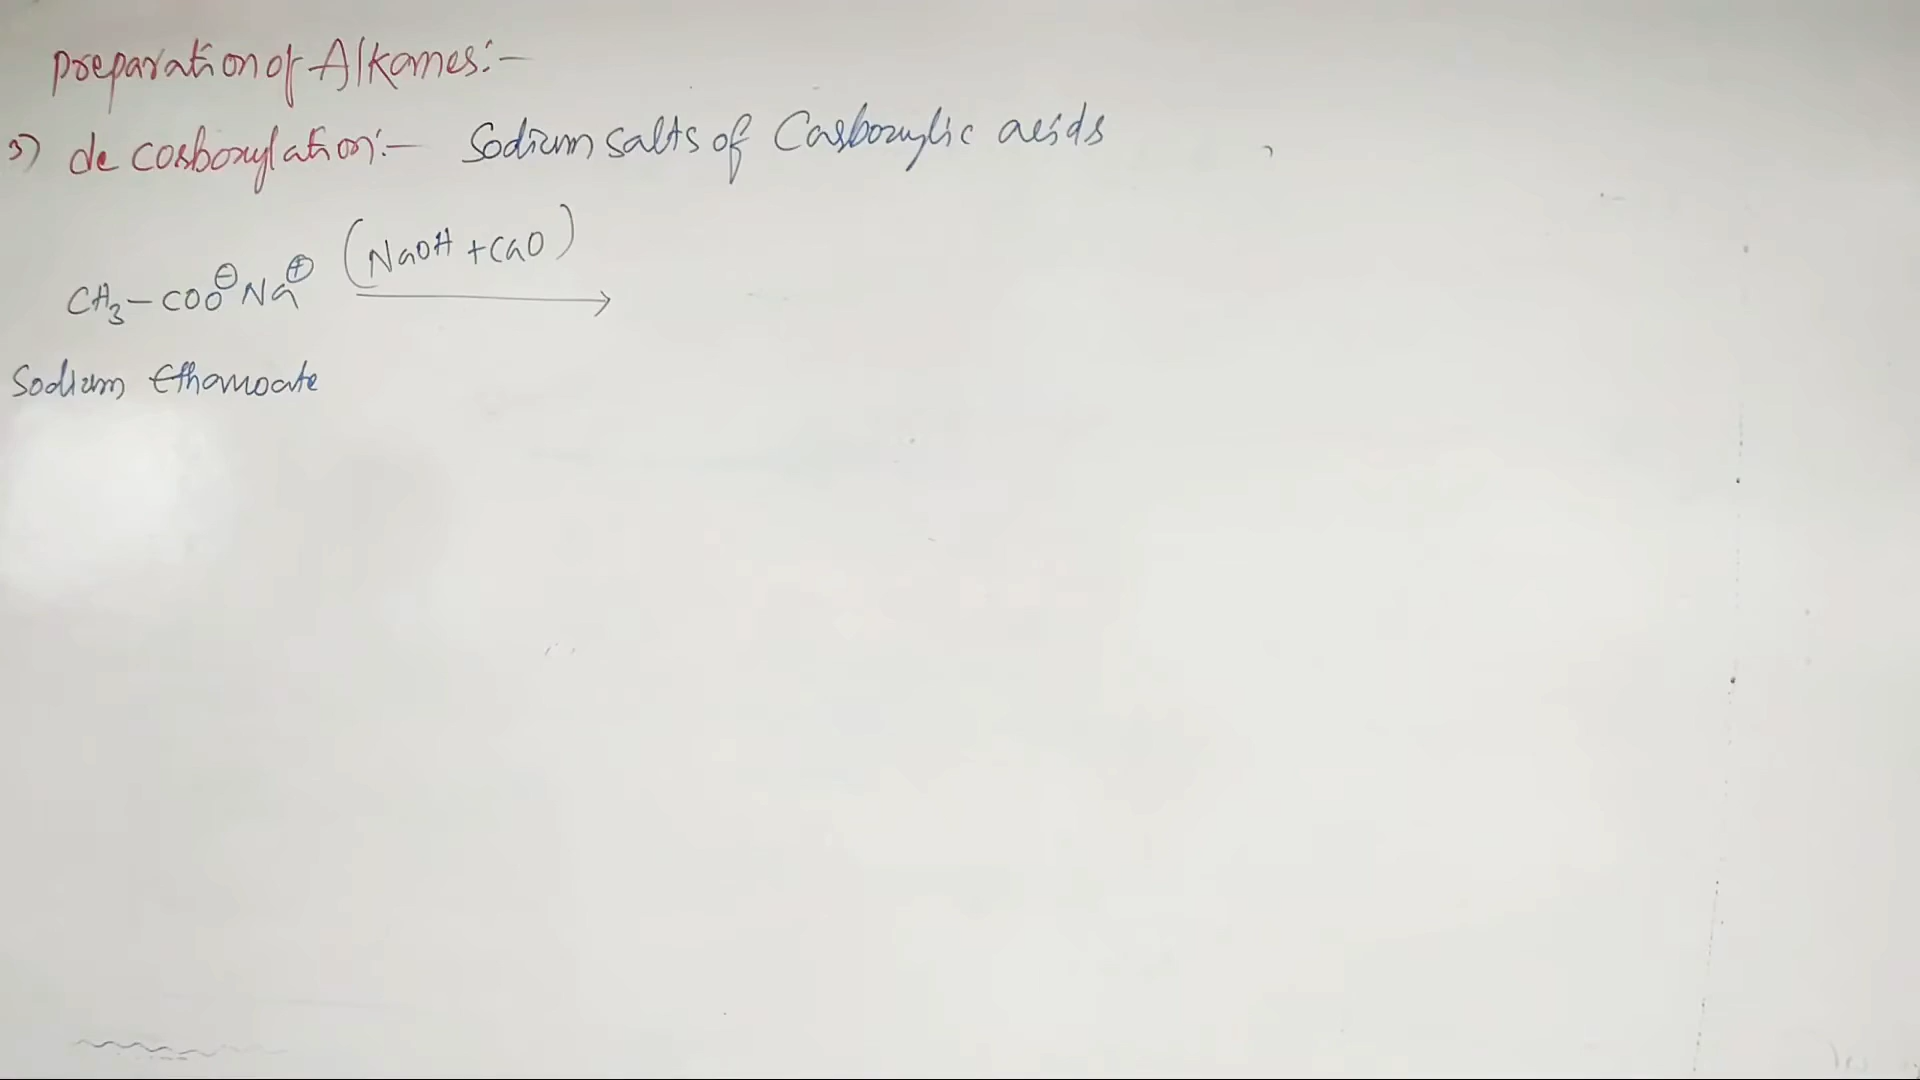 Preparation of Alkanes:-
3) de carboxylation:- Sodium salts of Carboxylic acids
(NaOH + CaO)
CH₃-COO⊖Na⊕ ⟶
Sodium Ethanoate